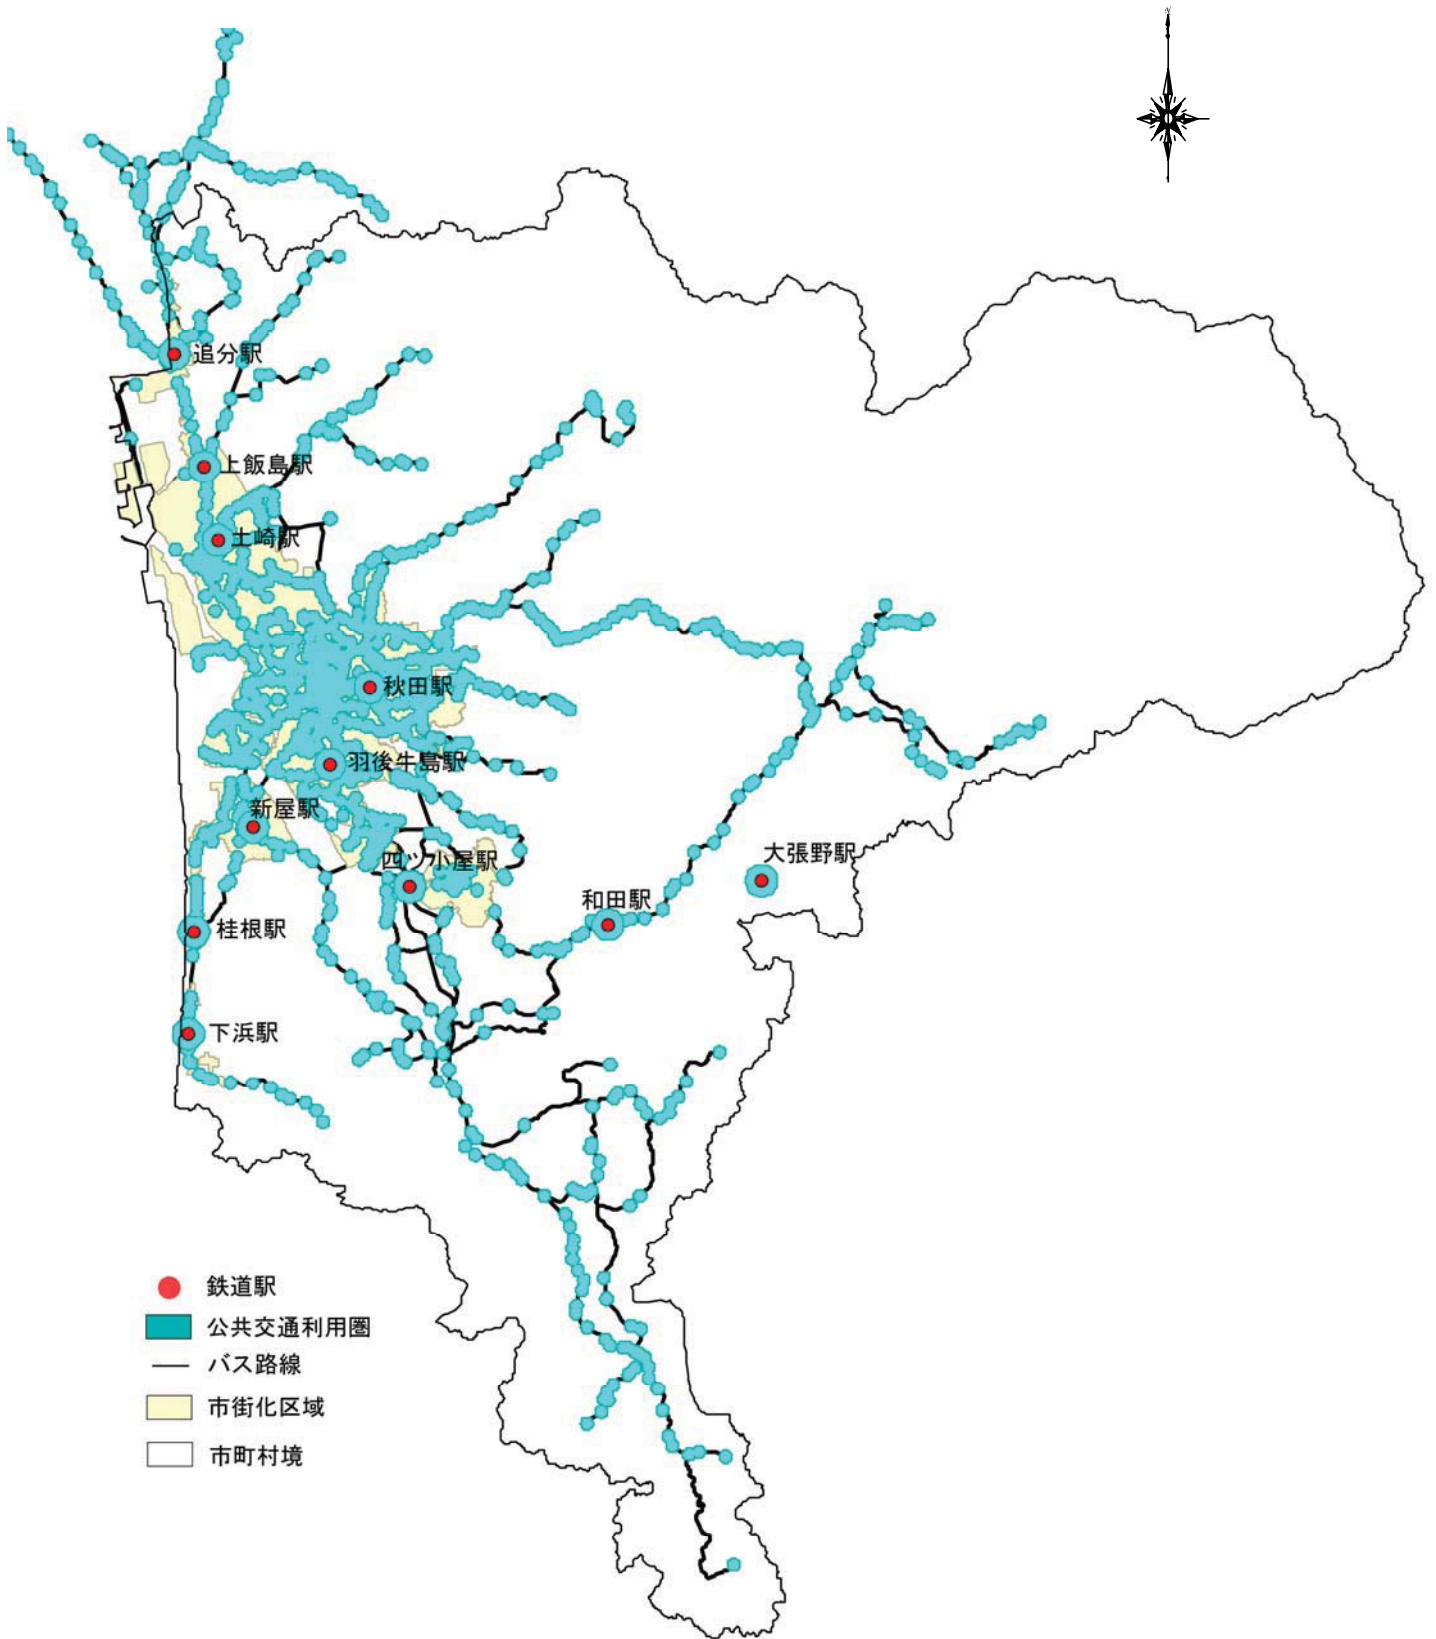 追分駅
上飯島駅
土崎駅
秋田駅
羽後牛島駅
新屋駅
四ツ小屋駅
大張野駅
和田駅
桂根駅
下浜駅
鉄道駅
公共交通利用圏
バス路線
市街化区域
市町村境